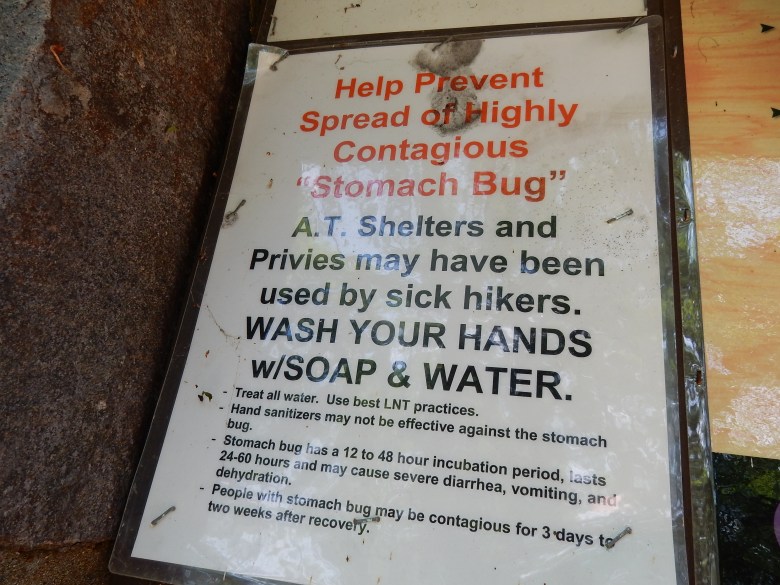 Help Prevent
Spread of Highly
Contagious
“Stomach Bug”
A.T. Shelters and
Privies may have been
used by sick hikers.
WASH YOUR HANDS
w/SOAP & WATER.
- Treat all water. Use best LNT practices.
- Hand sanitizers may not be effective against the stomach
bug.
- Stomach bug has a 12 to 48 hour incubation period, lasts
24-60 hours and may cause severe diarrhea, vomiting, and
dehydration.
- People with stomach bug may be contagious for 3 days to
two weeks after recovery.